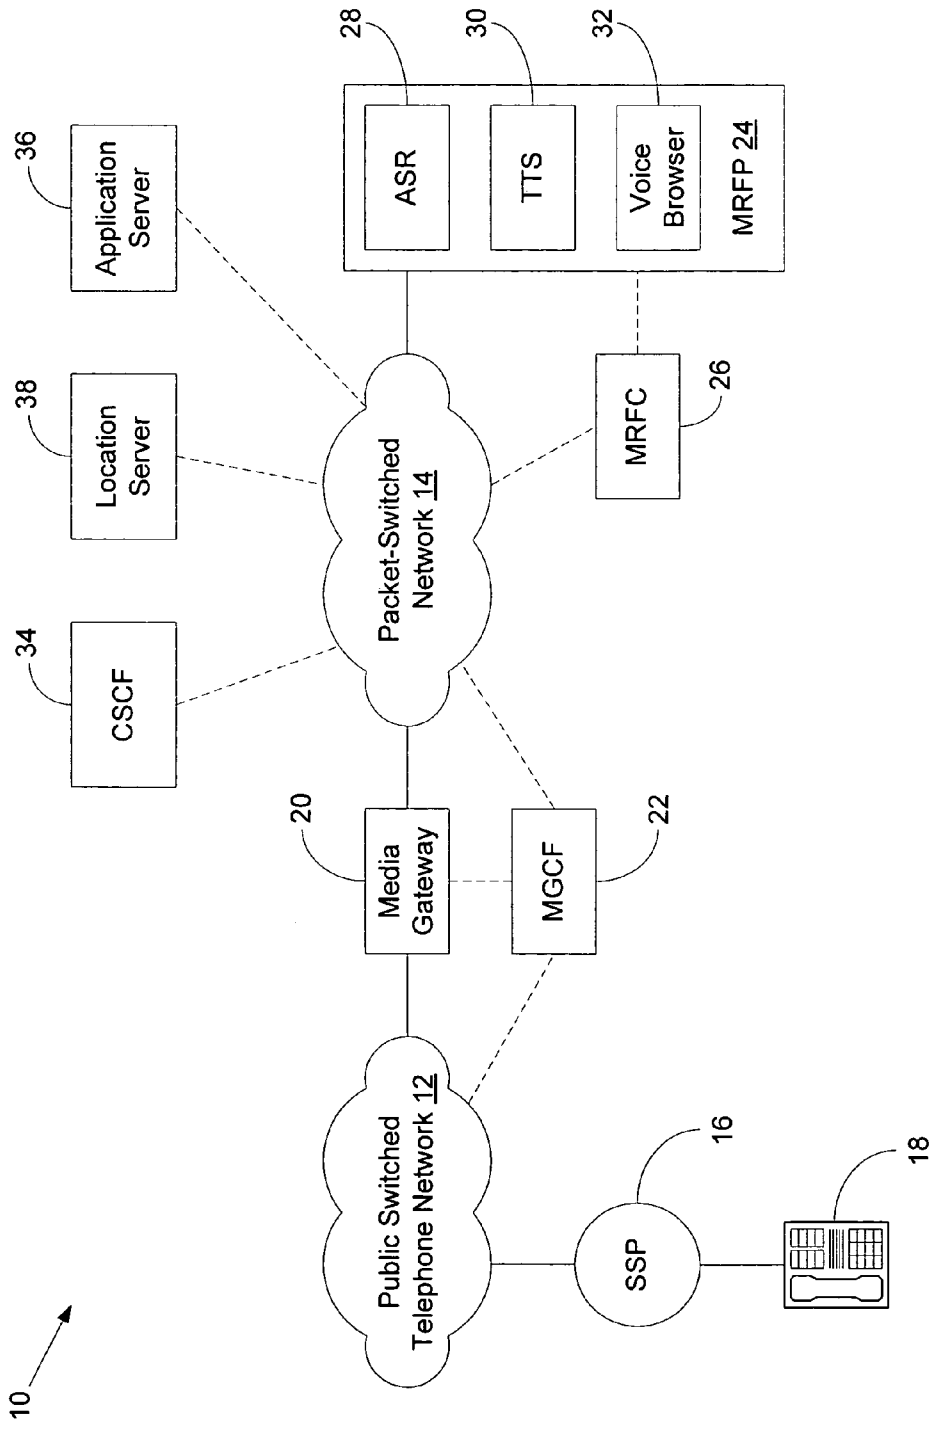 10
34
38
36
CSCF
Location
Server
Application
Server
20
28
30
32
Public Switched
Telephone Network 12
Media
Gateway
Packet-Switched
Network 14
ASR
TTS
Voice
Browser
MRFP 24
MGCF
22
MRFC
26
SSP
16
18